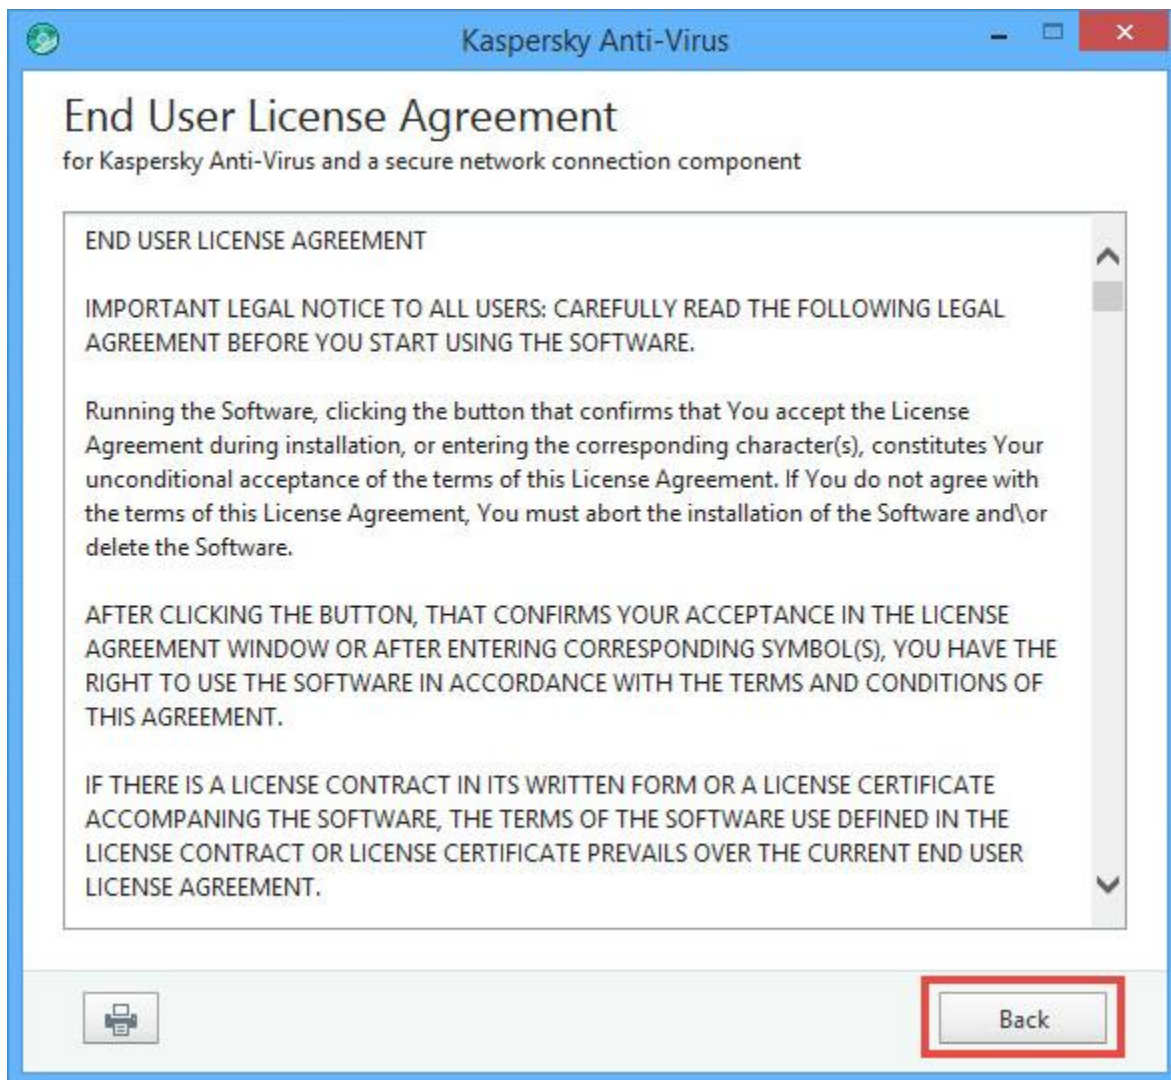 Kaspersky Anti-Virus
End User License Agreement
for Kaspersky Anti-Virus and a secure network connection component
END USER LICENSE AGREEMENT
IMPORTANT LEGAL NOTICE TO ALL USERS: CAREFULLY READ THE FOLLOWING LEGAL
AGREEMENT BEFORE YOU START USING THE SOFTWARE.
Running the Software, clicking the button that confirms that You accept the License
Agreement during installation, or entering the corresponding character(s), constitutes Your
unconditional acceptance of the terms of this License Agreement. If You do not agree with
the terms of this License Agreement, You must abort the installation of the Software and\or
delete the Software.
AFTER CLICKING THE BUTTON, THAT CONFIRMS YOUR ACCEPTANCE IN THE LICENSE
AGREEMENT WINDOW OR AFTER ENTERING CORRESPONDING SYMBOL(S), YOU HAVE THE
RIGHT TO USE THE SOFTWARE IN ACCORDANCE WITH THE TERMS AND CONDITIONS OF
THIS AGREEMENT.
IF THERE IS A LICENSE CONTRACT IN ITS WRITTEN FORM OR A LICENSE CERTIFICATE
ACCOMPANING THE SOFTWARE, THE TERMS OF THE SOFTWARE USE DEFINED IN THE
LICENSE CONTRACT OR LICENSE CERTIFICATE PREVAILS OVER THE CURRENT END USER
LICENSE AGREEMENT.
Back